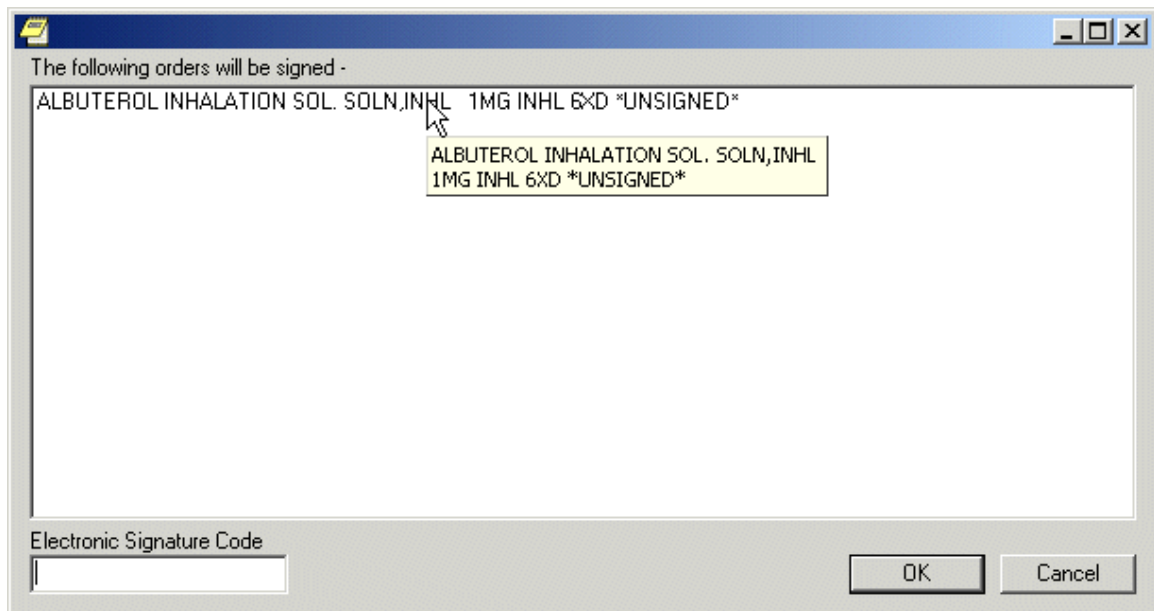 The following orders will be signed -
ALBUTEROL INHALATION SOL. SOLN,INHL   1MG INHL 6XD *UNSIGNED*
ALBUTEROL INHALATION SOL. SOLN,INHL
1MG INHL 6XD *UNSIGNED*
Electronic Signature Code
OK
Cancel